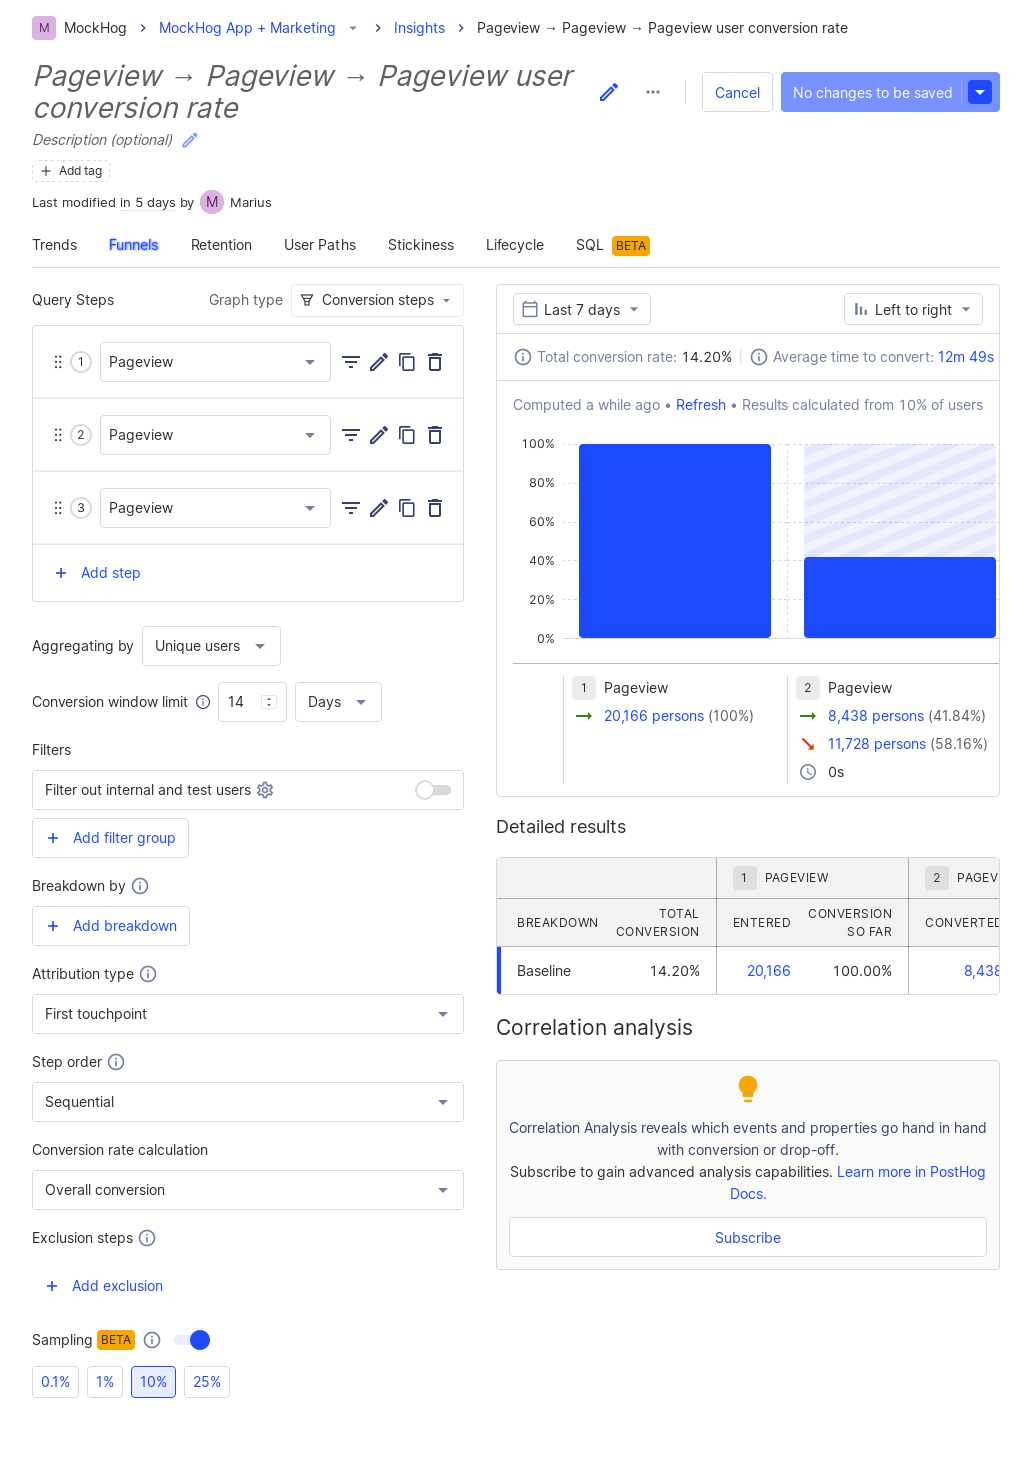 M MockHog > MockHog App + Marketing > Insights > Pageview → Pageview → Pageview user conversion rate
Pageview → Pageview → Pageview user
conversion rate
Cancel
No changes to be saved
Description (optional)
+ Add tag
Last modified in 5 days by M Marius
Trends Funnels Retention User Paths Stickiness Lifecycle SQL BETA
Query Steps
Graph type Conversion steps
1 Pageview
2 Pageview
3 Pageview
+ Add step
Aggregating by Unique users
Conversion window limit 14 Days
Filters
Filter out internal and test users
+ Add filter group
Breakdown by
+ Add breakdown
Attribution type
First touchpoint
Step order
Sequential
Conversion rate calculation
Overall conversion
Exclusion steps
+ Add exclusion
Sampling BETA
0.1% 1% 10% 25%
Last 7 days
Left to right
Total conversion rate: 14.20% Average time to convert: 12m 49s
Computed a while ago • Refresh • Results calculated from 10% of users
100%
80%
60%
40%
20%
0%
1 Pageview
20,166 persons (100%)
2 Pageview
8,438 persons (41.84%)
11,728 persons (58.16%)
0s
Detailed results
1 PAGEVIEW 2 PAGEV
BREAKDOWN TOTAL CONVERSION ENTERED CONVERSION SO FAR CONVERTED
Baseline 14.20% 20,166 100.00% 8,438
Correlation analysis
Correlation Analysis reveals which events and properties go hand in hand
with conversion or drop-off.
Subscribe to gain advanced analysis capabilities. Learn more in PostHog
Docs.
Subscribe